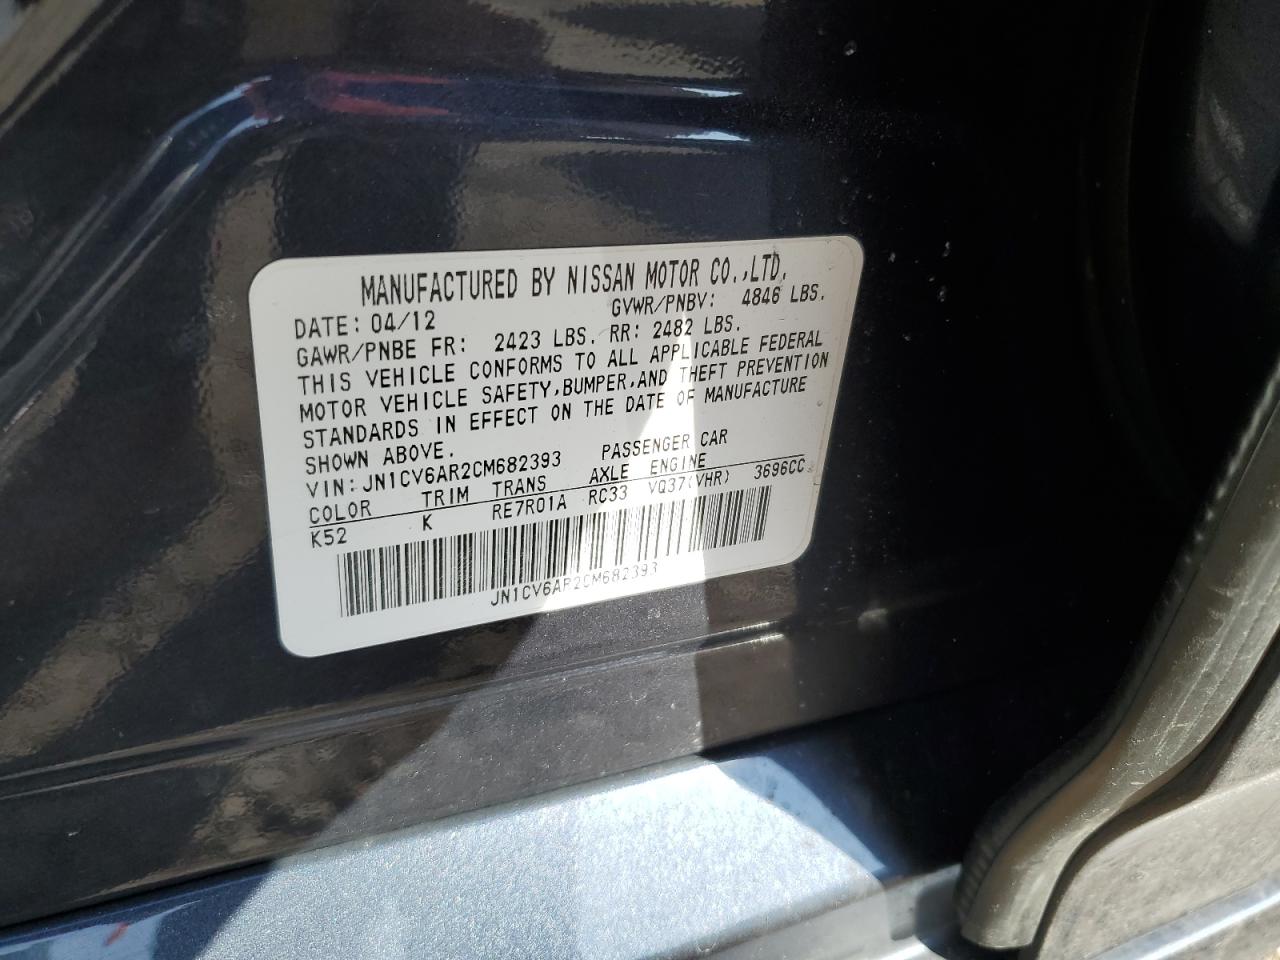 MANUFACTURED BY NISSAN MOTOR CO.,LTD.
DATE: 04/12 GVWR/PNBV: 4846 LBS.
GAWR/PNBE FR: 2423 LBS. RR: 2482 LBS.
THIS VEHICLE CONFORMS TO ALL APPLICABLE FEDERAL
MOTOR VEHICLE SAFETY,BUMPER,AND THEFT PREVENTION
STANDARDS IN EFFECT ON THE DATE OF MANUFACTURE
SHOWN ABOVE.
VIN:JN1CV6AR2CM682393 PASSENGER CAR
COLOR TRIM TRANS AXLE ENGINE
K52 K RE7R01A RC33 VQ37(VHR) 3696CC
JN1CV6AR2CM682393